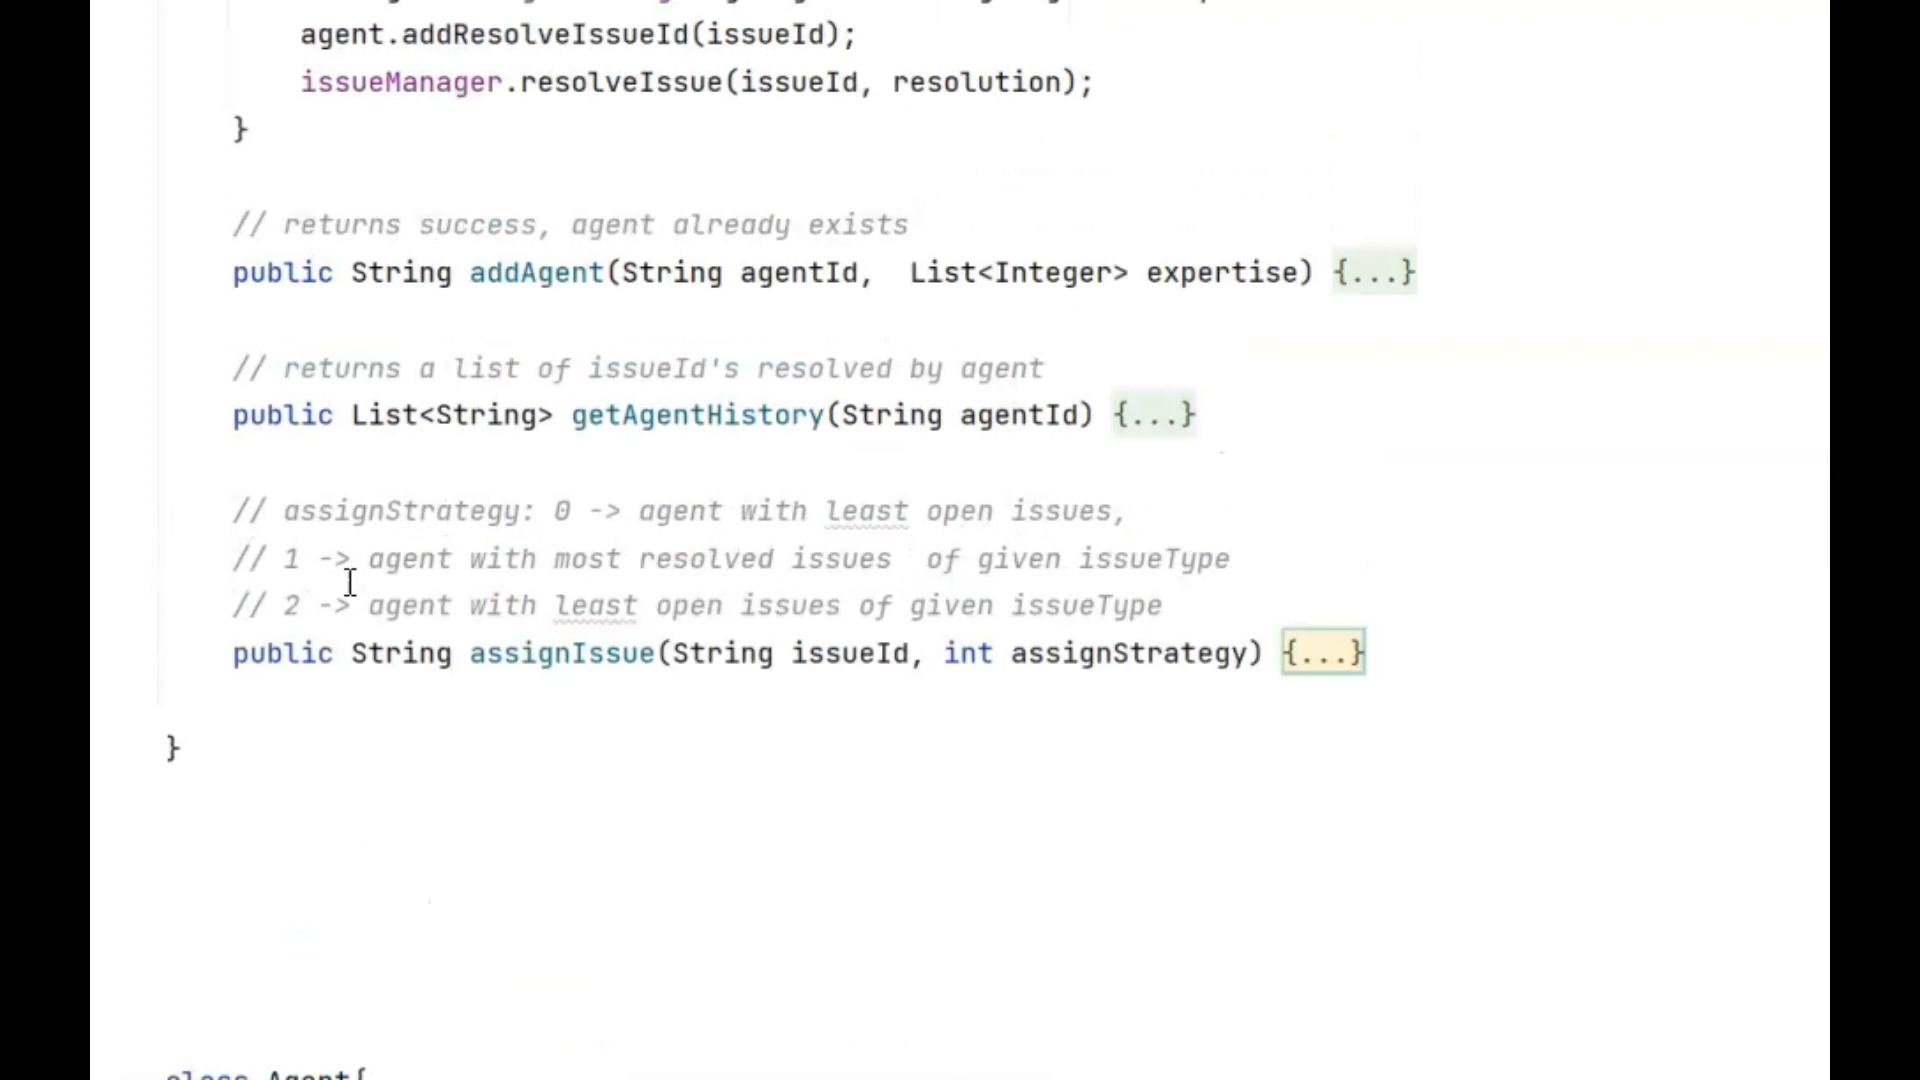 agent.addResolveIssueId(issueId);
issueManager.resolveIssue(issueId, resolution);
}
// returns success, agent already exists
public String addAgent(String agentId,  List<Integer> expertise) {...}
// returns a list of issueId's resolved by agent
public List<String> getAgentHistory(String agentId) {...}
// assignStrategy: 0 -> agent with least open issues,
// 1 -> agent with most resolved issues  of given issueType
// 2 -> agent with least open issues of given issueType
public String assignIssue(String issueId, int assignStrategy) {...}
}
class Agent{